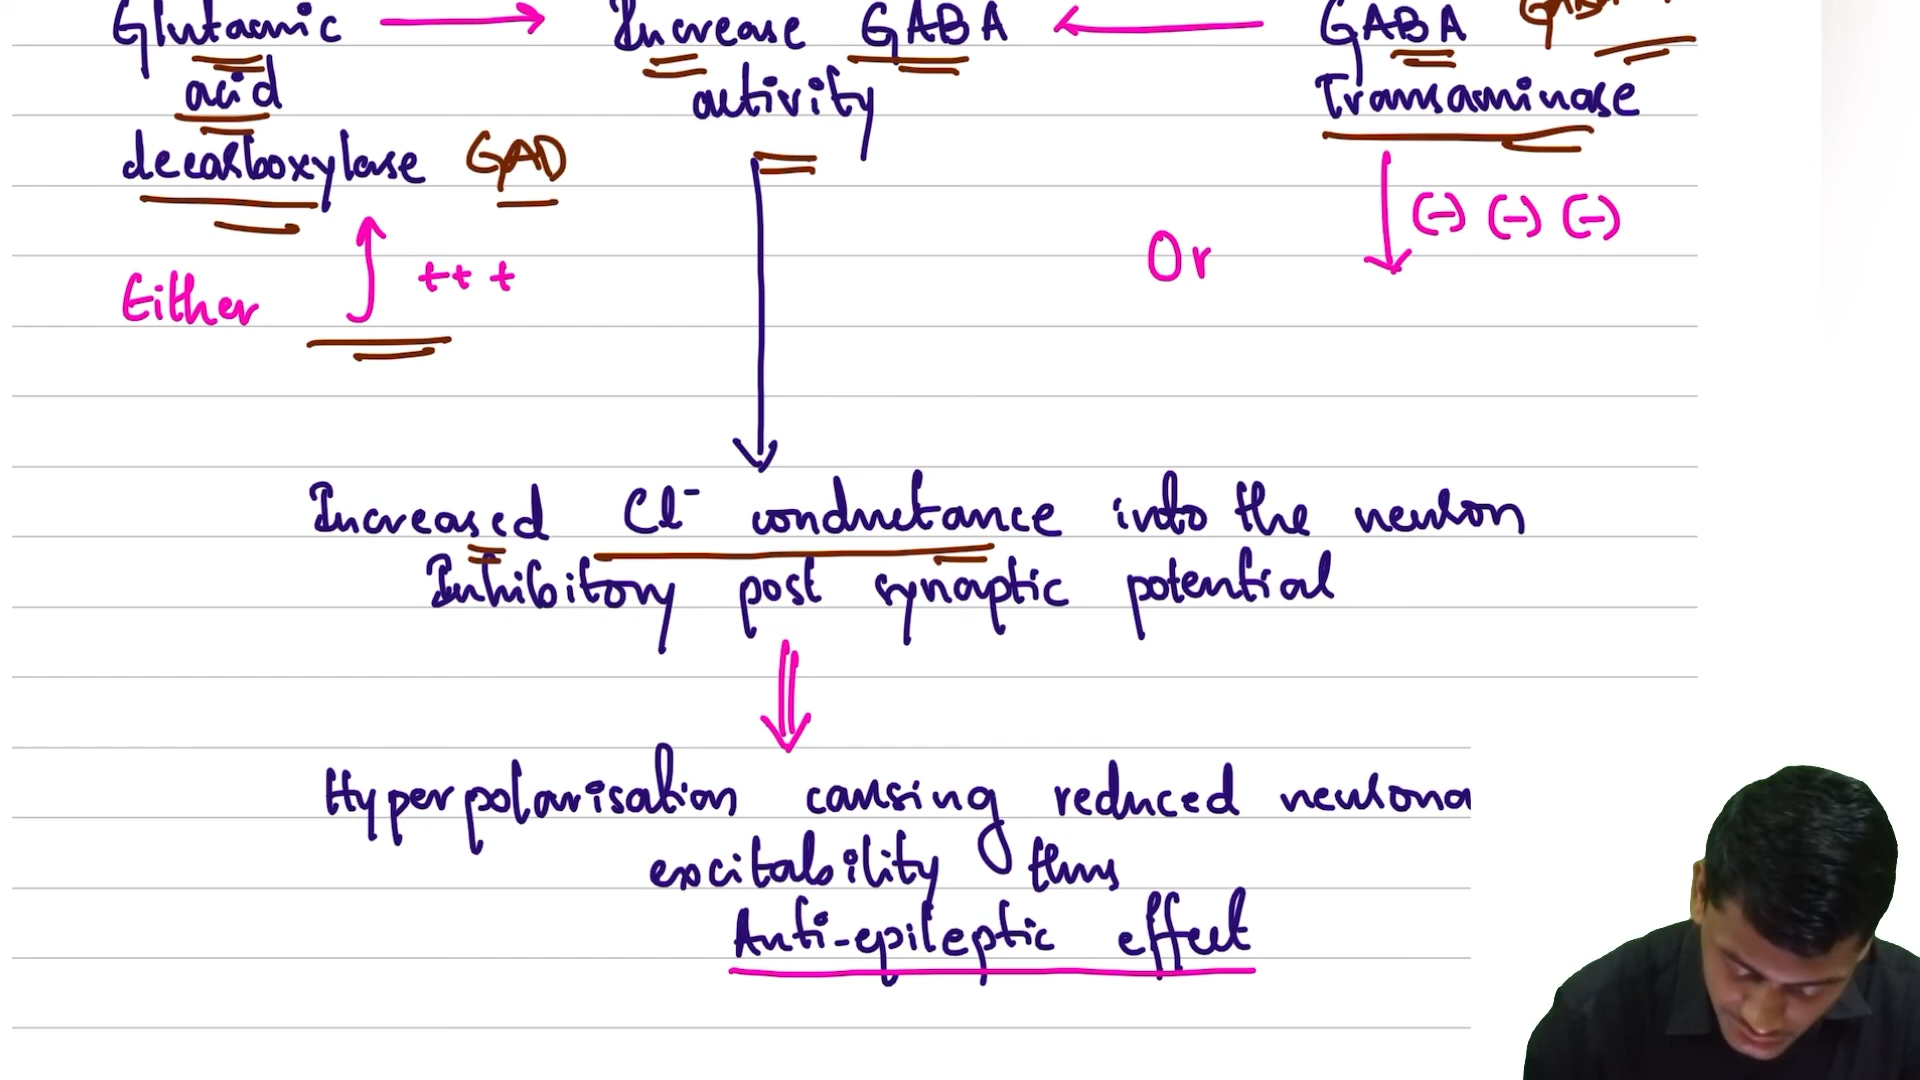 Glutamic Increase GABA GABA
acid activity Transaminase
decarboxylase GAD
(-) (-) (-)
Either +++ Or
Increased Cl⁻ conductance into the neuron
Inhibitory post synaptic potential
Hyperpolarisation causing reduced neurona
excitability thus
Anti-epileptic effect